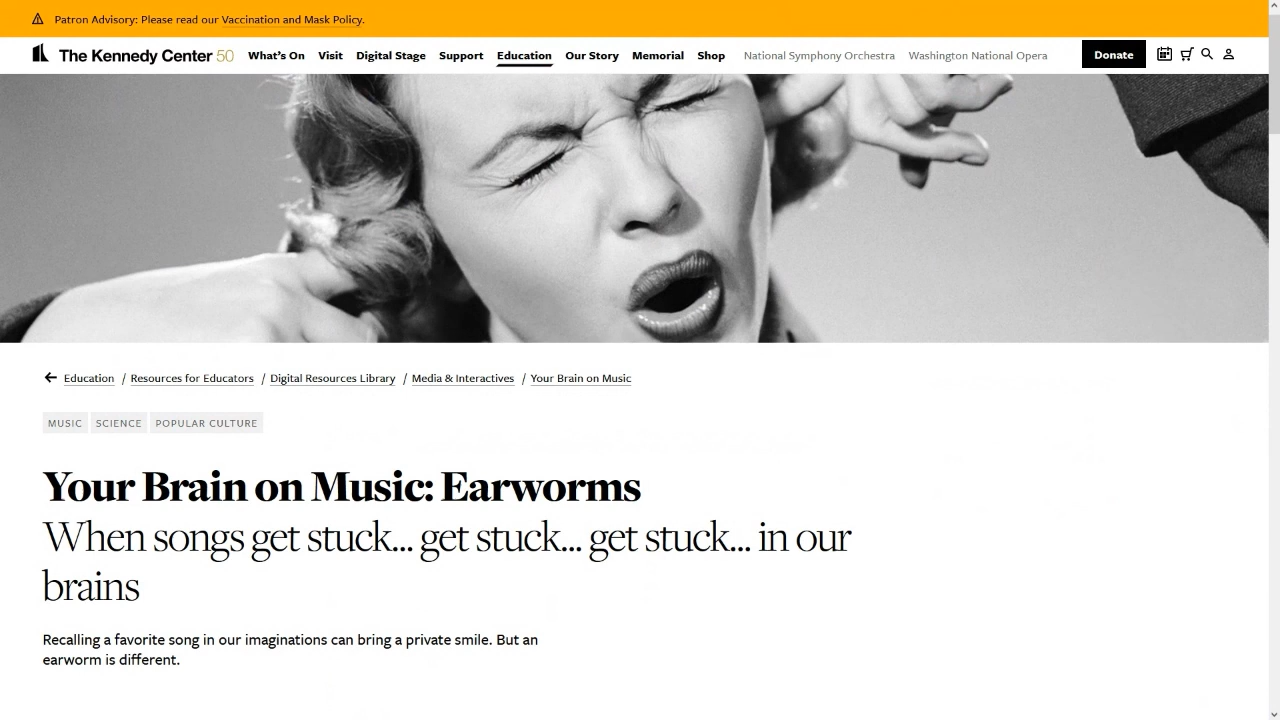 Patron Advisory: Please read our Vaccination and Mask Policy.
The Kennedy Center 50 What's On Visit Digital Stage Support Education Our Story Memorial Shop National Symphony Orchestra Washington National Opera Donate
Education / Resources for Educators / Digital Resources Library / Media & Interactives / Your Brain on Music
MUSIC SCIENCE POPULAR CULTURE
Your Brain on Music: Earworms
When songs get stuck... get stuck... get stuck... in our
brains
Recalling a favorite song in our imaginations can bring a private smile. But an
earworm is different.